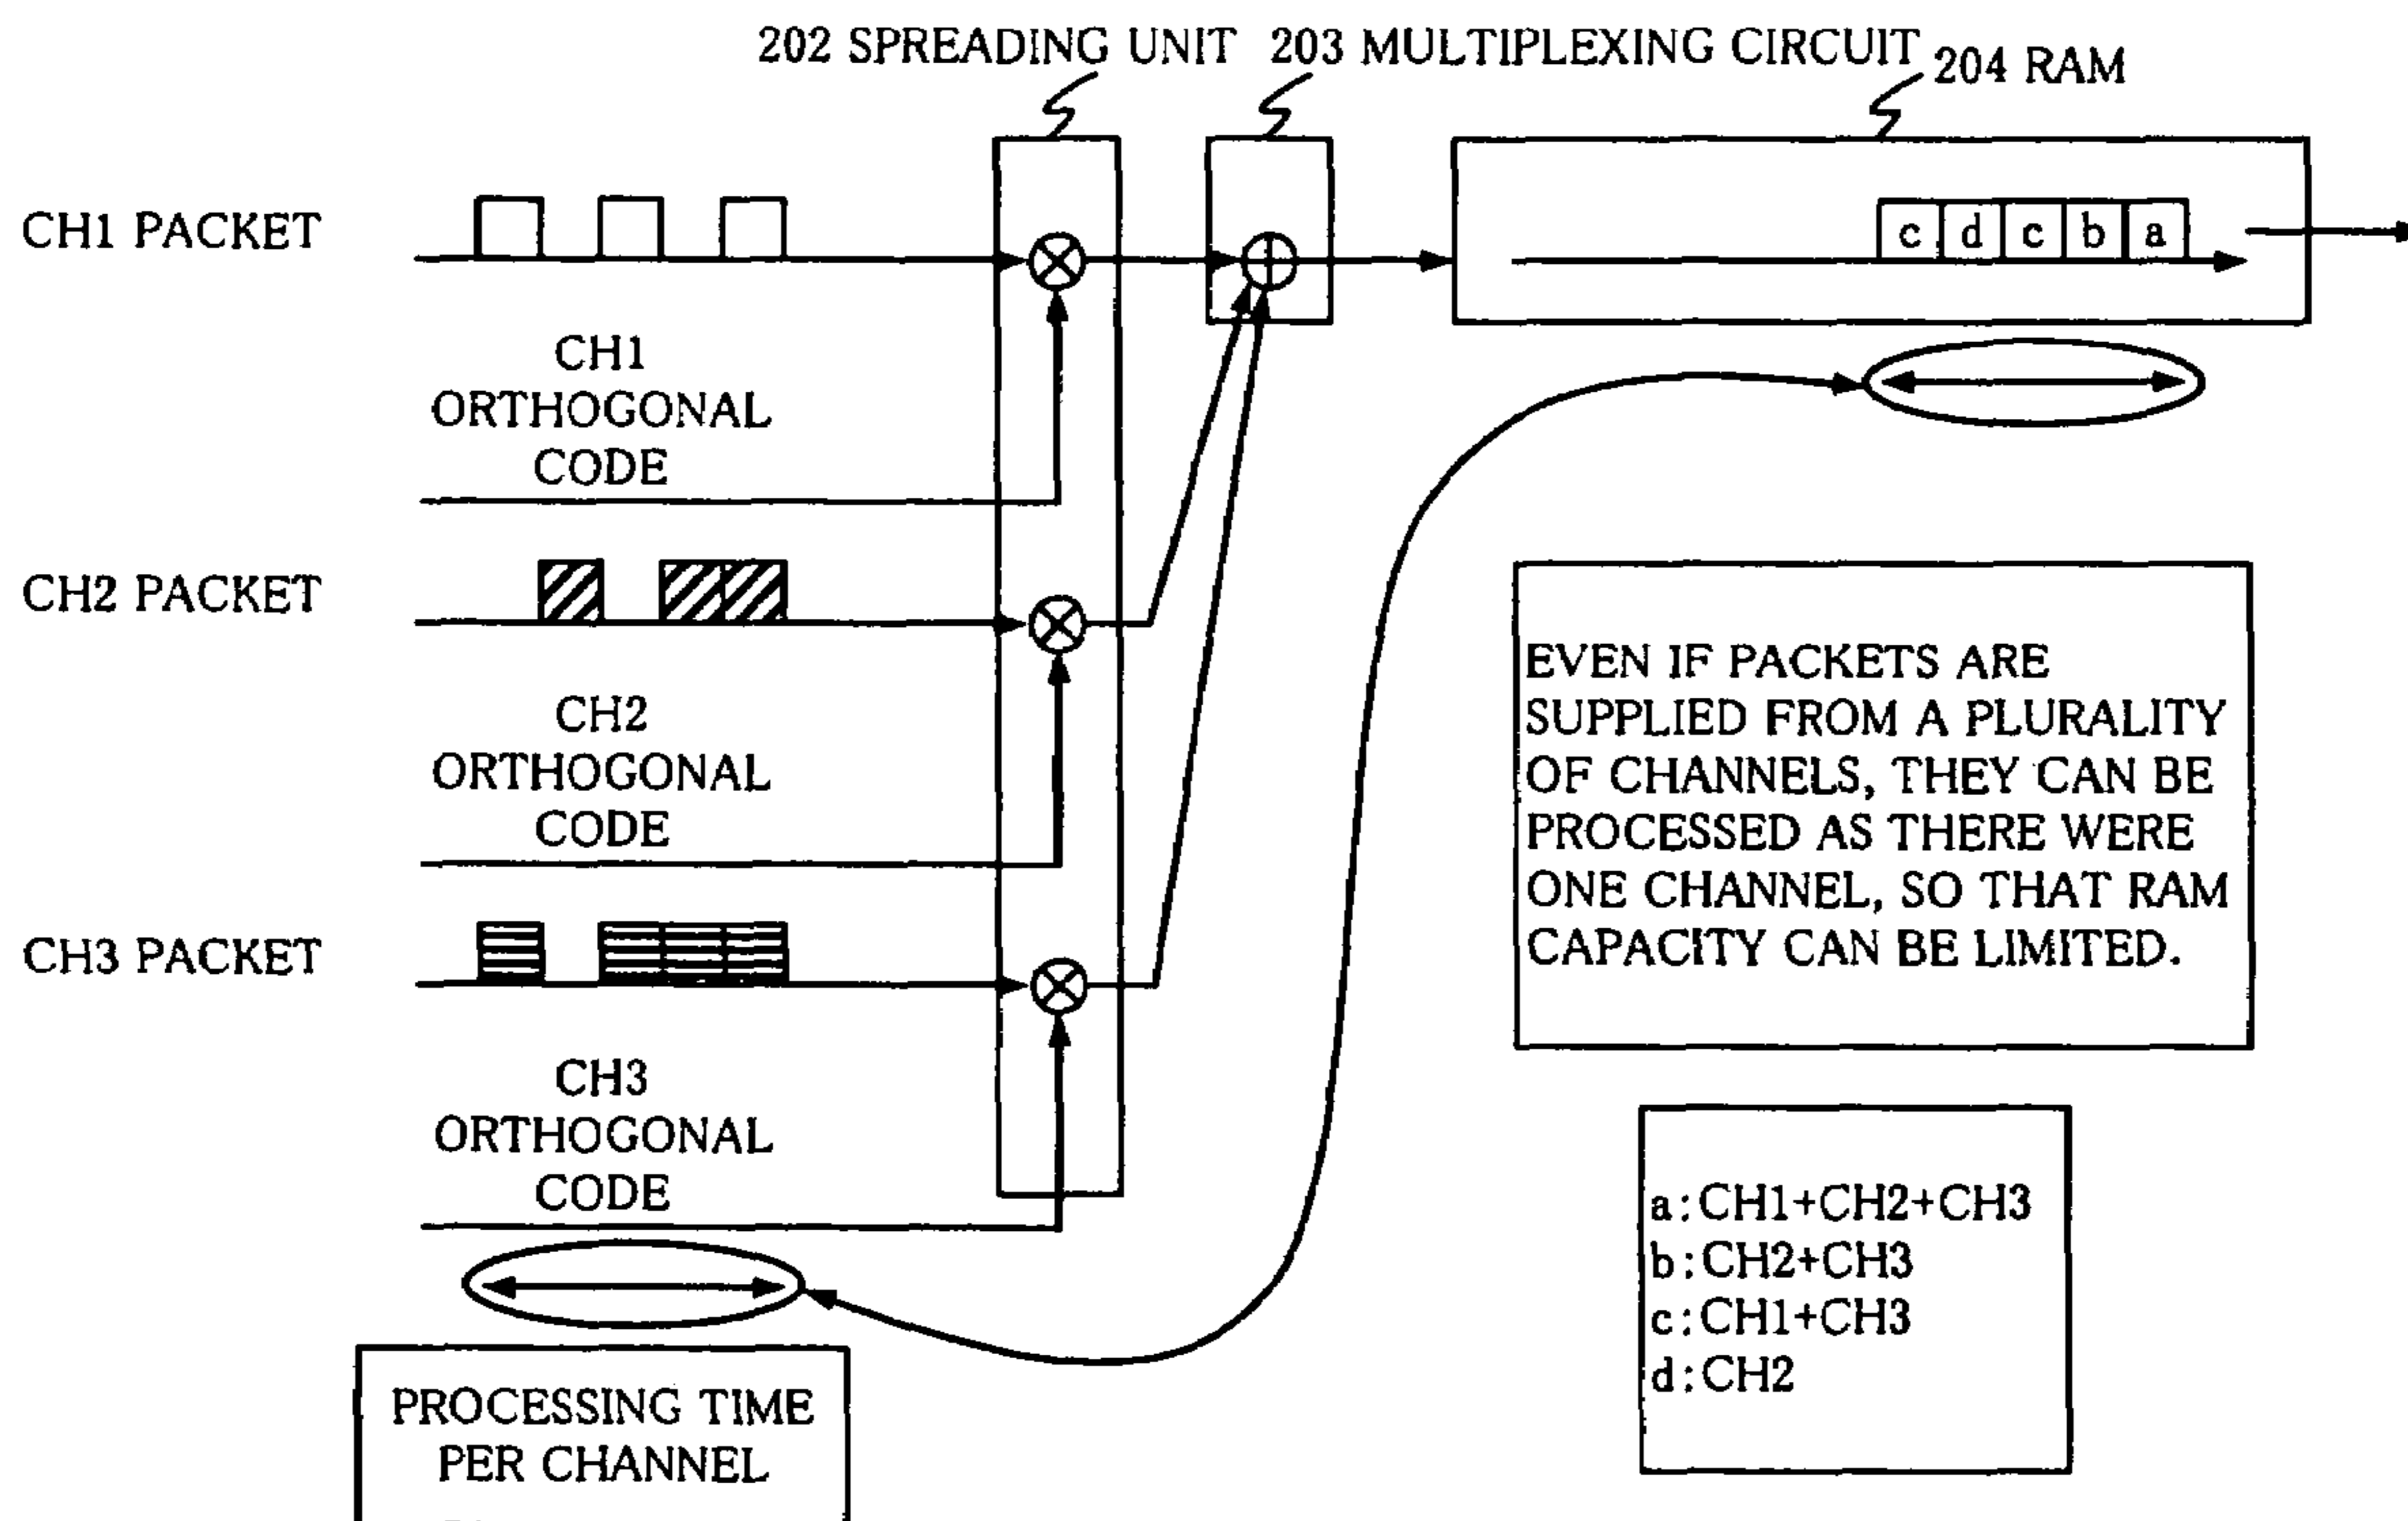 202 SPREADING UNIT 203 MULTIPLEXING CIRCUIT 204 RAM
CH1 PACKET
c d c b a
CH1
ORTHOGONAL
CODE
CH2 PACKET
CH2
ORTHOGONAL
CODE
CH3 PACKET
CH3
ORTHOGONAL
CODE
EVEN IF PACKETS ARE
SUPPLIED FROM A PLURALITY
OF CHANNELS, THEY CAN BE
PROCESSED AS THERE WERE
ONE CHANNEL, SO THAT RAM
CAPACITY CAN BE LIMITED.
a:CH1+CH2+CH3
b:CH2+CH3
c:CH1+CH3
d:CH2
PROCESSING TIME
PER CHANNEL